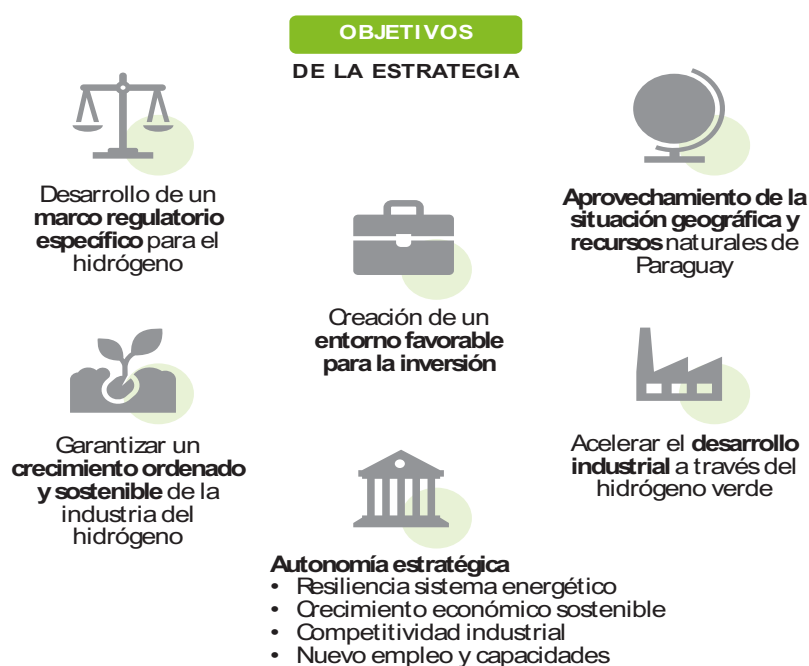 OBJETIVOS
DE LA ESTRATEGIA
Desarrollo de un
marco regulatorio
específico para el
hidrógeno
Creación de un
entorno favorable
para la inversión
Aprovechamiento de la
situación geográfica y
recursos naturales de
Paraguay
Garantizar un
crecimiento ordenado
y sostenible de la
industria del
hidrógeno
Acelerar el desarrollo
industrial a través del
hidrógeno verde
Autonomía estratégica
• Resiliencia sistema energético
• Crecimiento económico sostenible
• Competitividad industrial
• Nuevo empleo y capacidades